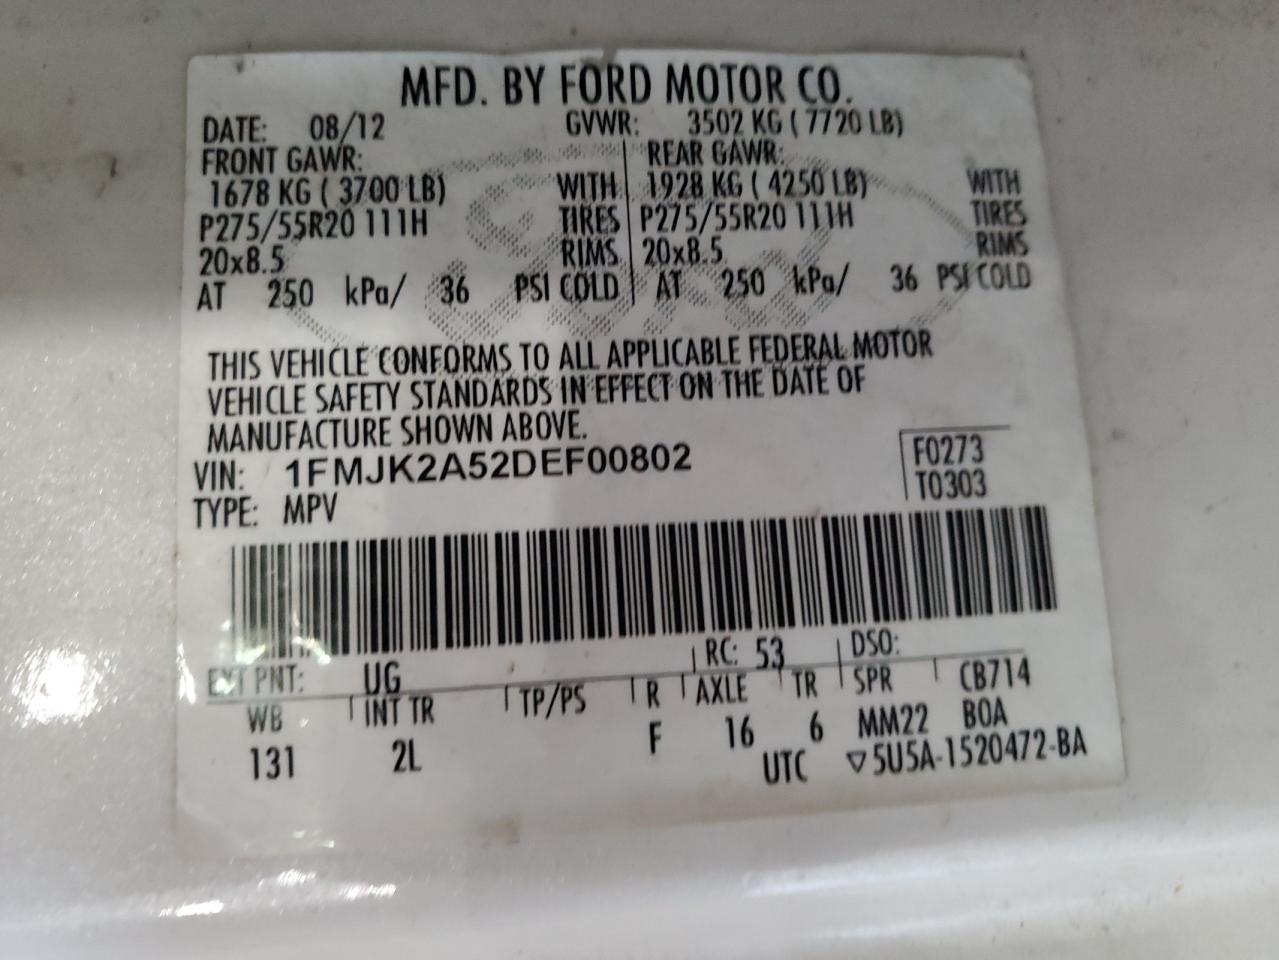 MFD. BY FORD MOTOR CO.
DATE: 08/12 GVWR: 3502 KG ( 7720 LB)
FRONT GAWR: REAR GAWR:
1678 KG ( 3700 LB) WITH 1928 KG ( 4250 LB) WITH
P275/55R20 111H TIRES P275/55R20 111H TIRES
20x8.5 RIMS 20x8.5 RIMS
AT 250 kPa/ 36 PSI COLD AT 250 kPa/ 36 PSI COLD
THIS VEHICLE CONFORMS TO ALL APPLICABLE FEDERAL MOTOR
VEHICLE SAFETY STANDARDS IN EFFECT ON THE DATE OF
MANUFACTURE SHOWN ABOVE.
VIN: 1FMJK2A52DEF00802 F0273
TYPE: MPV T0303
EXT PNT: UG RC: 53 DSO:
WB INT TR TP/PS R AXLE TR SPR CB714
131 2L F 16 6 MM22 BOA
UTC ▽5U5A-1520472-BA